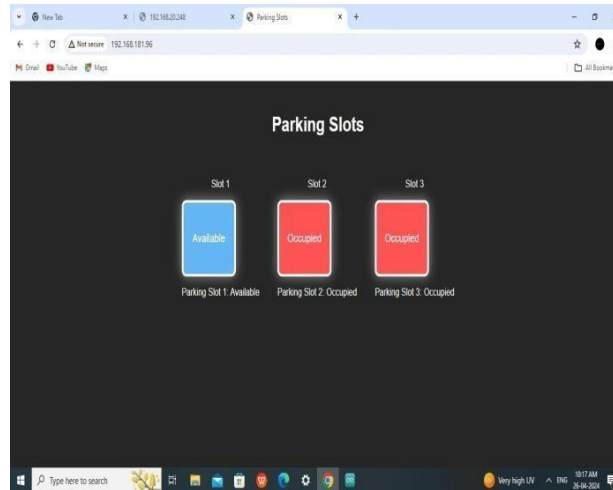 New Tab
192.168.20.248
Parking Slots
Not secure 192.168.181.96
Gmail YouTube Maps
All Bookma
Parking Slots
Slot 1 Slot 2 Slot 3
Available Occupied Occupied
Parking Slot 1: Available Parking Slot 2: Occupied Parking Slot 3: Occupied
Type here to search
Very high UV
ENG
10:17 AM
26-04-2024